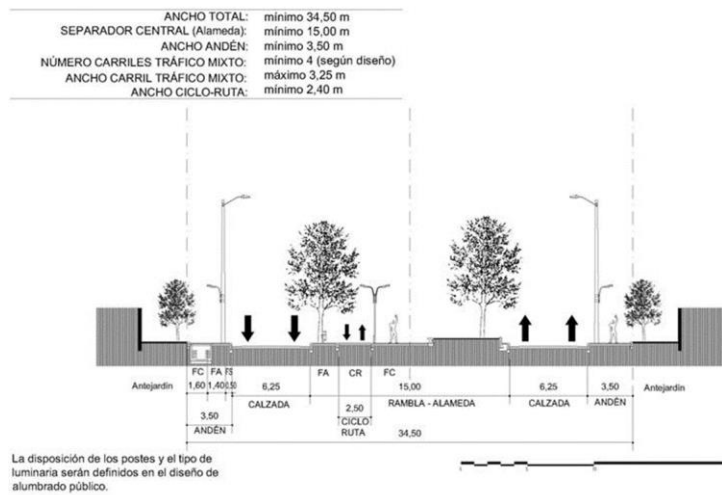 ANCHO TOTAL: mínimo 34,50 m
SEPARADOR CENTRAL (Alameda): mínimo 15,00 m
ANCHO ANDÉN: mínimo 3,50 m
NÚMERO CARRILES TRÁFICO MIXTO: mínimo 4 (según diseño)
ANCHO CARRIL TRÁFICO MIXTO: máximo 3,25 m
ANCHO CICLO-RUTA: mínimo 2,40 m
FC FA FS FA CR FC
Antejardín 1,60 1,40 0,50 6,25 15,00 6,25 3,50 Antejardín
CALZADA RAMBLA - ALAMEDA CALZADA ANDÉN
3,50 2,50
ANDÉN CICLO
RUTA 34,50
La disposición de los postes y el tipo de
luminaria serán definidos en el diseño de
alumbrado público.